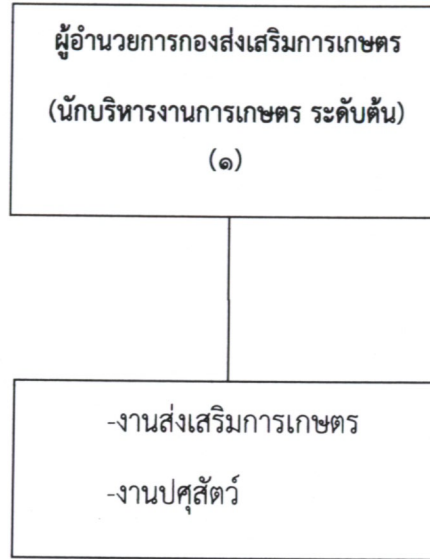 ผู้อำนวยการกองส่งเสริมการเกษตร
(นักบริหารงานการเกษตร ระดับต้น)
(๑)
-งานส่งเสริมการเกษตร
-งานปศุสัตว์